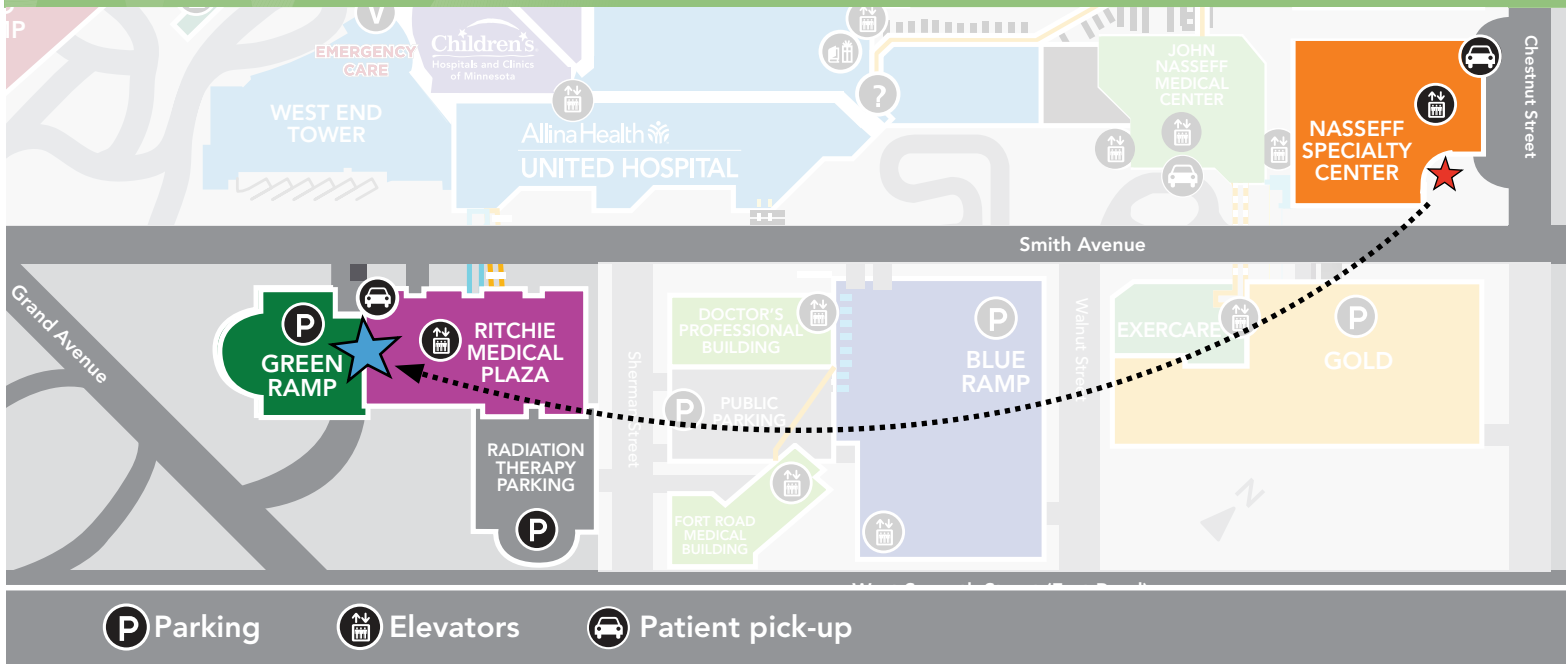 IP
V
EMERGENCY
CARE
Children's
Hospitals and Clinics
of Minnesota
WEST END
TOWER
Allina Health
UNITED HOSPITAL
?
JOHN
NASSEFF
MEDICAL
CENTER
NASSEFF
SPECIALTY
CENTER
Chestnut Street
Smith Avenue
Grand Avenue
P
GREEN
RAMP
RITCHIE
MEDICAL
PLAZA
RADIATION
THERAPY
PARKING
P
Sherman Street
DOCTOR'S
PROFESSIONAL
BUILDING
P
PUBLIC
PARKING
FORT ROAD
MEDICAL
BUILDING
P
BLUE
RAMP
Walnut Street
EXERCARE
P
GOLD
N
P Parking
Elevators
Patient pick-up